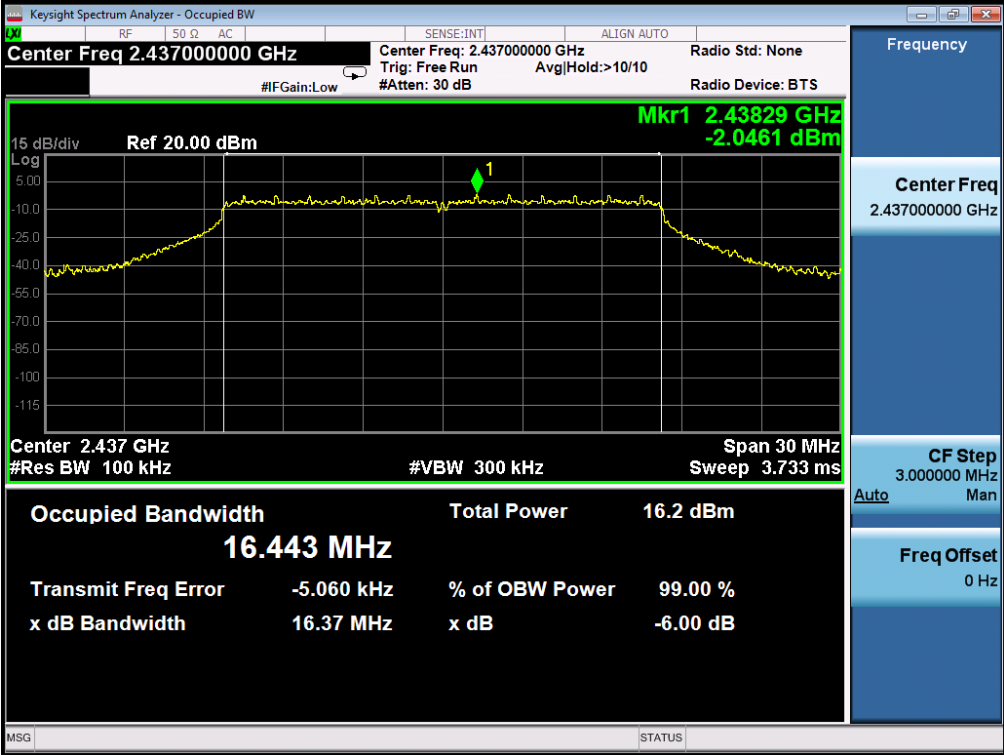 Keysight Spectrum Analyzer - Occupied BW
LXI RF 50 Ω AC SENSE:INT ALIGN AUTO
Center Freq 2.437000000 GHz
Center Freq: 2.437000000 GHz Radio Std: None
Trig: Free Run Avg|Hold:>10/10
#IFGain:Low #Atten: 30 dB Radio Device: BTS
Mkr1 2.43829 GHz
-2.0461 dBm
15 dB/div Ref 20.00 dBm
Log
1
5.00
-10.0
-25.0
-40.0
-55.0
-70.0
-85.0
-100
-115
Center 2.437 GHz Span 30 MHz
#Res BW 100 kHz #VBW 300 kHz Sweep 3.733 ms
Occupied Bandwidth Total Power 16.2 dBm
16.443 MHz
Transmit Freq Error -5.060 kHz % of OBW Power 99.00 %
x dB Bandwidth 16.37 MHz x dB -6.00 dB
Frequency
Center Freq
2.437000000 GHz
CF Step
3.000000 MHz
Auto Man
Freq Offset
0 Hz
MSG STATUS